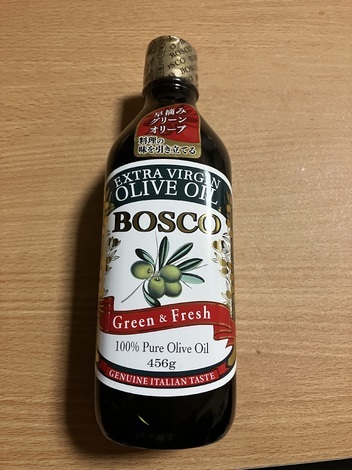 BOSCO
早摘み
グリーン
オリーブ
料理の
味を引き立てる
EXTRA VIRGIN
OLIVE OIL
BOSCO
Green & Fresh
100% Pure Olive Oil
456g
GENUINE ITALIAN TASTE